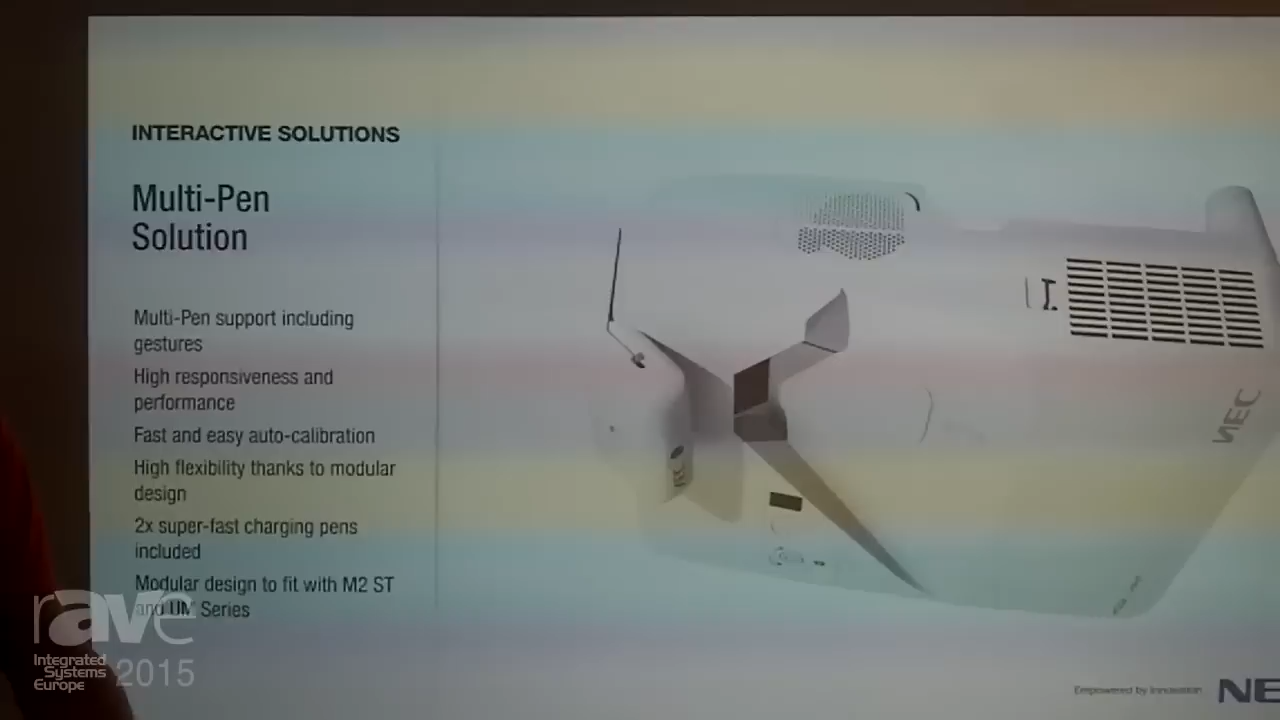 INTERACTIVE SOLUTIONS
Multi-Pen
Solution
Multi-Pen support including
gestures
High responsiveness and
performance
Fast and easy auto-calibration
High flexibility thanks to modular
design
2x super-fast charging pens
included
Modular design to fit with M2 ST
and UM Series
NEC
Empowered by Innovation
NE
rave
Integrated
Systems
Europe
2015